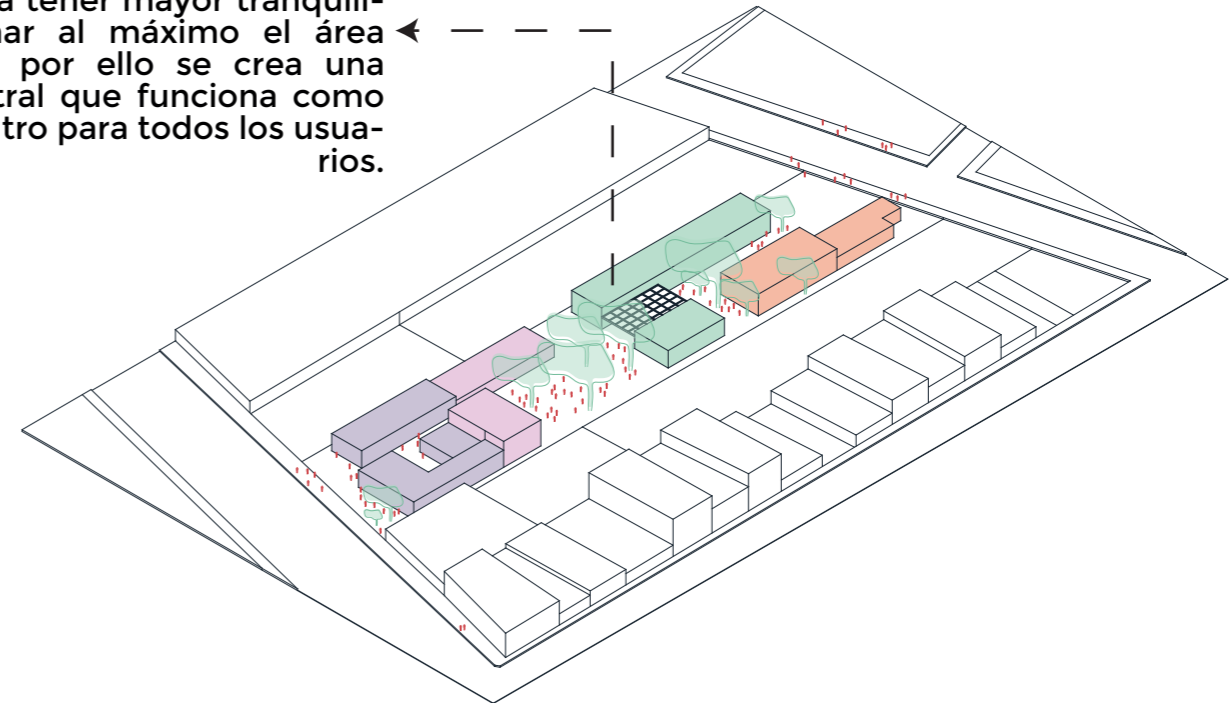 a tener mayor tranquili-
nar al máximo el área
por ello se crea una
tral que funciona como
tro para todos los usua-
rios.